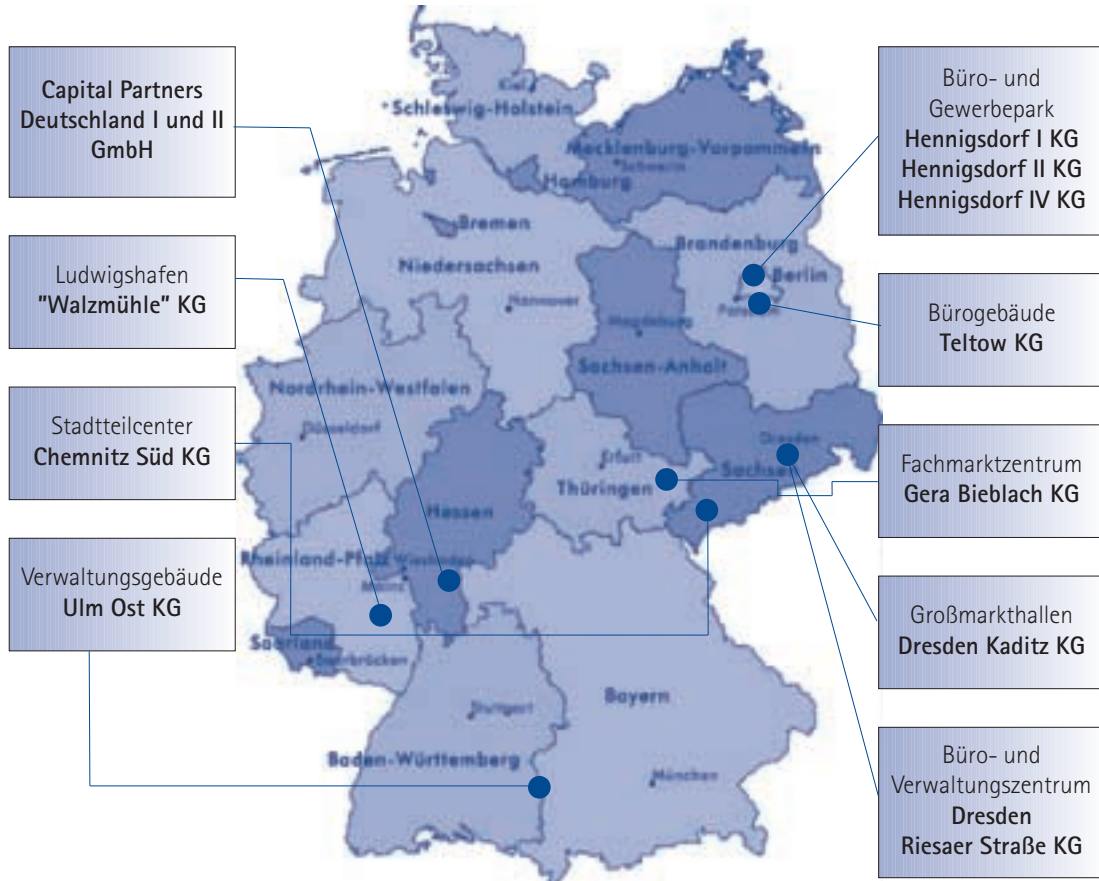 Capital Partners
Deutschland I und II
GmbH
Ludwigshafen
"Walzmühle" KG
Stadtteilcenter
Chemnitz Süd KG
Verwaltungsgebäude
Ulm Ost KG
Kiel
Schleswig-Holstein
Mecklenburg-Vorpommern
Schwerin
Hamburg
Bremen
Niedersachsen
Hannover
Brandenburg
Berlin
Magdeburg
Sachsen-Anhalt
Nordrhein-Westfalen
Düsseldorf
Dresden
Sachsen
Erfurt
Thüringen
Hessen
Rheinland-Pfalz
Wiesbaden
Mainz
Saarland
Saarbrücken
Stuttgart
Bayern
Baden-Württemberg
München
Büro- und
Gewerbepark
Hennigsdorf I KG
Hennigsdorf II KG
Hennigsdorf IV KG
Bürogebäude
Teltow KG
Fachmarktzentrum
Gera Bieblach KG
Großmarkthallen
Dresden Kaditz KG
Büro- und
Verwaltungszentrum
Dresden
Riesaer Straße KG